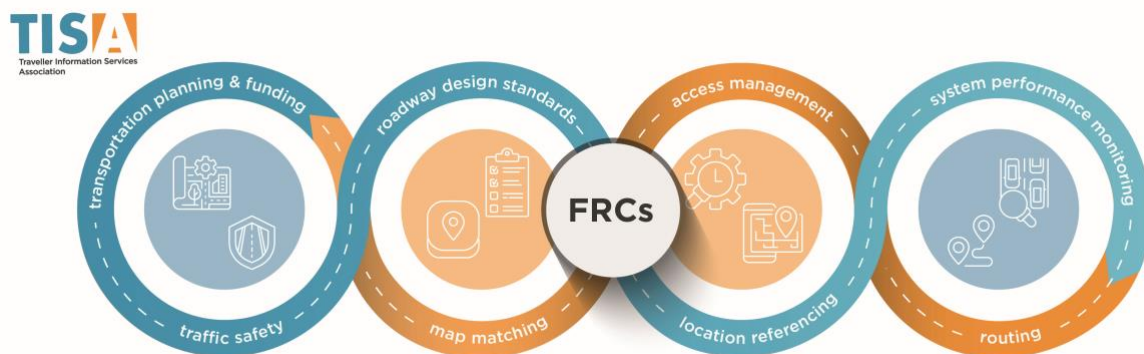 TISA
Traveller Information Services
Association
transportation planning & funding
roadway design standards
access management
system performance monitoring
FRCs
traffic safety
map matching
location referencing
routing